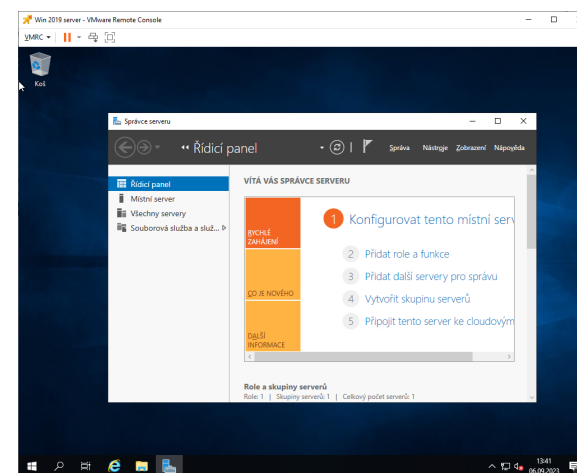 Win 2019 server - VMware Remote Console
VMRC
Koš
Správce serveru
Řídicí panel
Správa Nástroje Zobrazení Nápověda
Řídicí panel
Místní server
Všechny servery
Souborová služba a služ...
VÍTÁ VÁS SPRÁVCE SERVERU
RYCHLÉ
ZAHÁJENÍ
CO JE NOVÉHO
DALŠÍ
INFORMACE
1 Konfigurovat tento místní serv
2 Přidat role a funkce
3 Přidat další servery pro správu
4 Vytvořit skupinu serverů
5 Připojit tento server ke cloudovým
Role a skupiny serverů
Role: 1 | Skupiny serverů: 1 | Celkový počet serverů: 1
13:41
06.09.2023